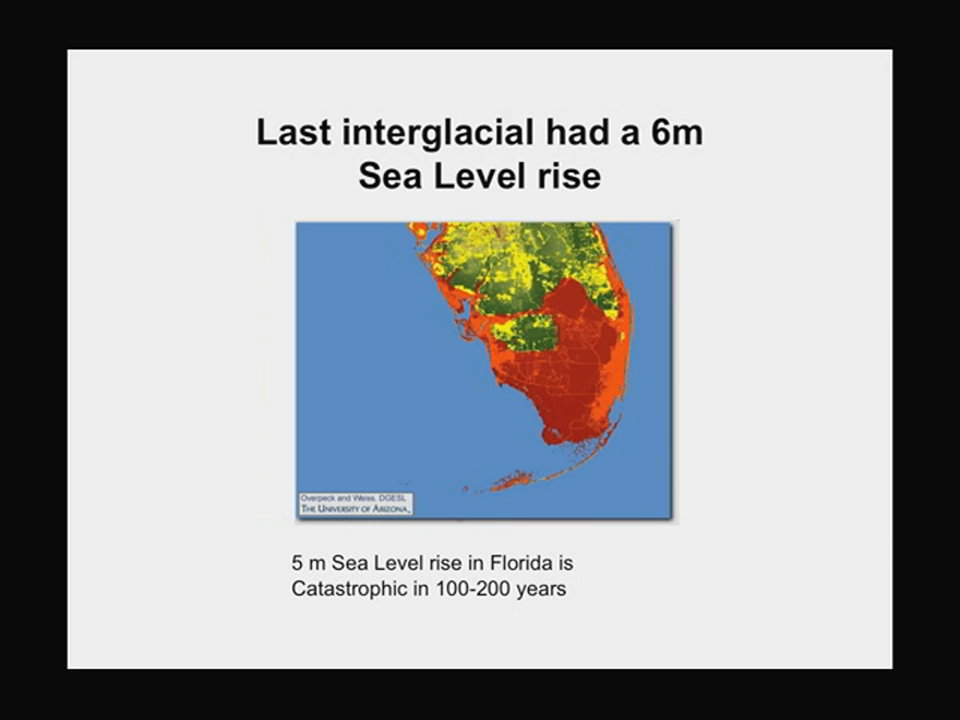 Last interglacial had a 6m
Sea Level rise
Overpeck and Weiss, DGESL
THE UNIVERSITY OF ARIZONA
5 m Sea Level rise in Florida is
Catastrophic in 100-200 years